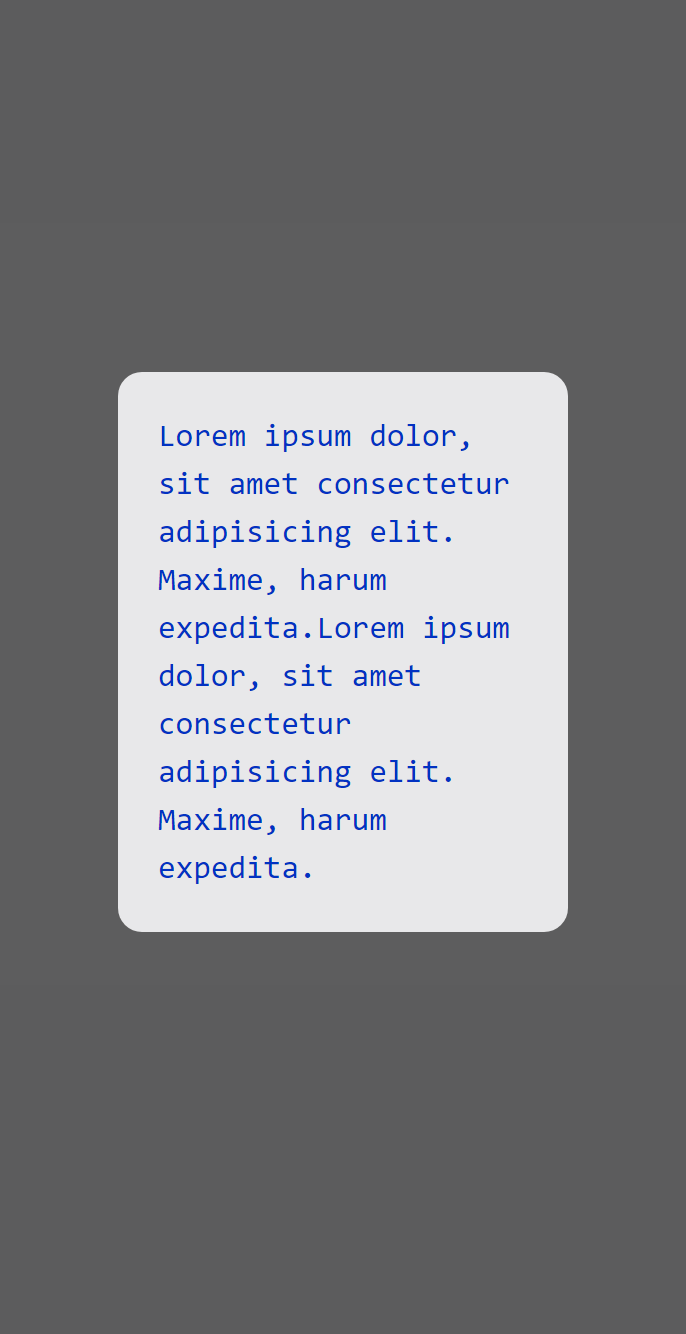 Lorem ipsum dolor,
sit amet consectetur
adipisicing elit.
Maxime, harum
expedita.Lorem ipsum
dolor, sit amet
consectetur
adipisicing elit.
Maxime, harum
expedita.